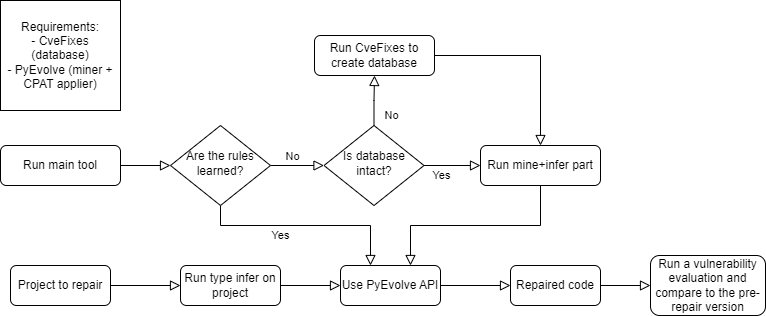 Requirements:
- CveFixes
(database)
- PyEvolve (miner +
CPAT applier)
Run CveFixes to
create database
No
Run main tool
Are the rules
learned?
No
Is database
intact?
Yes
Run mine+infer part
Yes
Project to repair
Run type infer on
project
Use PyEvolve API
Repaired code
Run a vulnerability
evaluation and
compare to the pre-
repair version